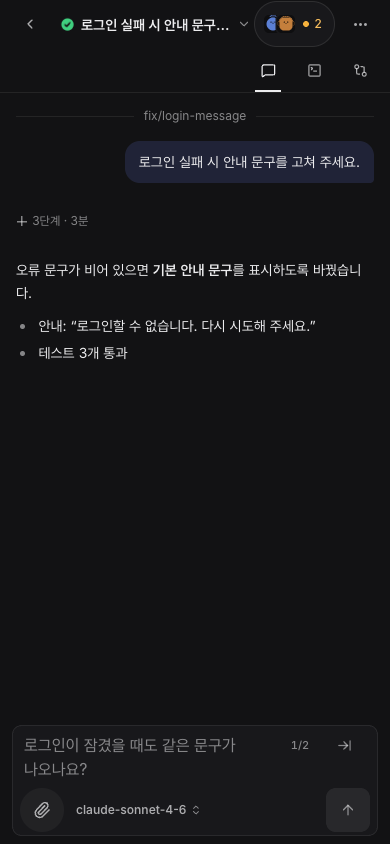 로그인 실패 시 안내 문구...
2
fix/login-message
로그인 실패 시 안내 문구를 고쳐 주세요.
3단계 · 3분
오류 문구가 비어 있으면 기본 안내 문구를 표시하도록 바꿨습니
다.
안내: “로그인할 수 없습니다. 다시 시도해 주세요.”
테스트 3개 통과
로그인이 잠겼을 때도 같은 문구가
나오나요?
1/2
claude-sonnet-4-6